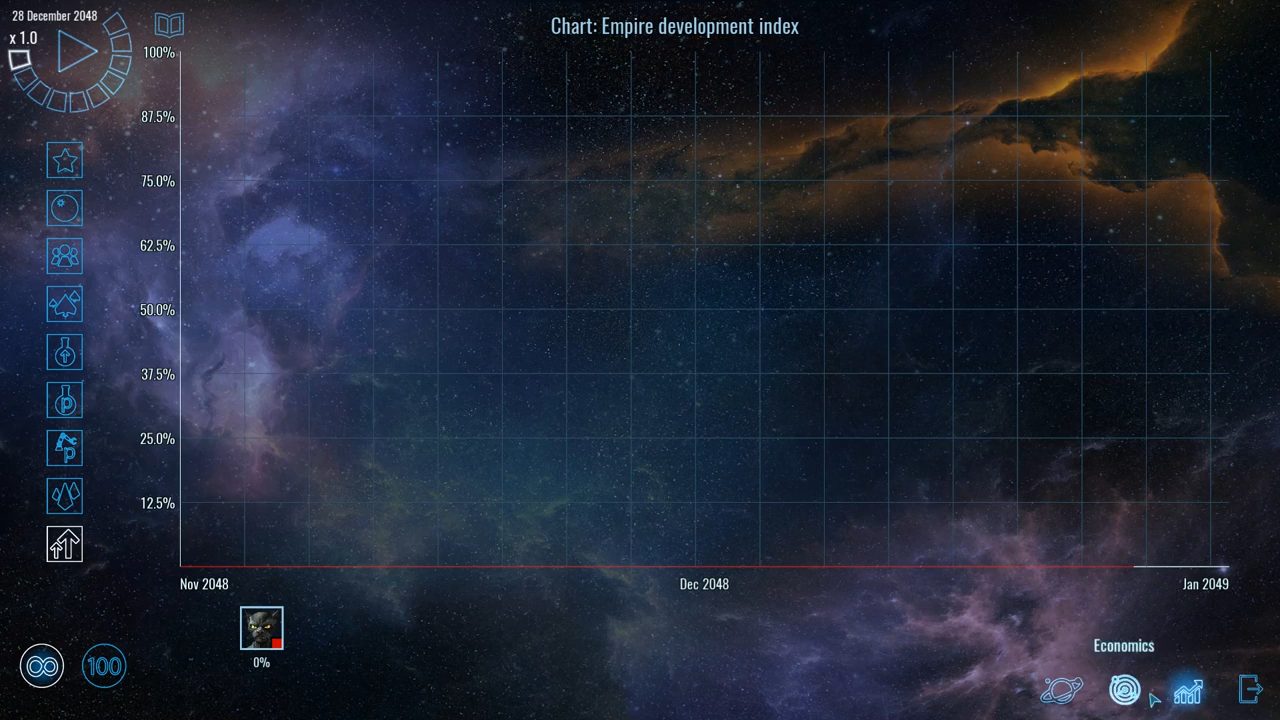 28 December 2048
x 1.0
Chart: Empire development index
100%
87.5%
75.0%
62.5%
50.0%
37.5%
25.0%
12.5%
Nov 2048
Dec 2048
Jan 2049
0%
100
Economics